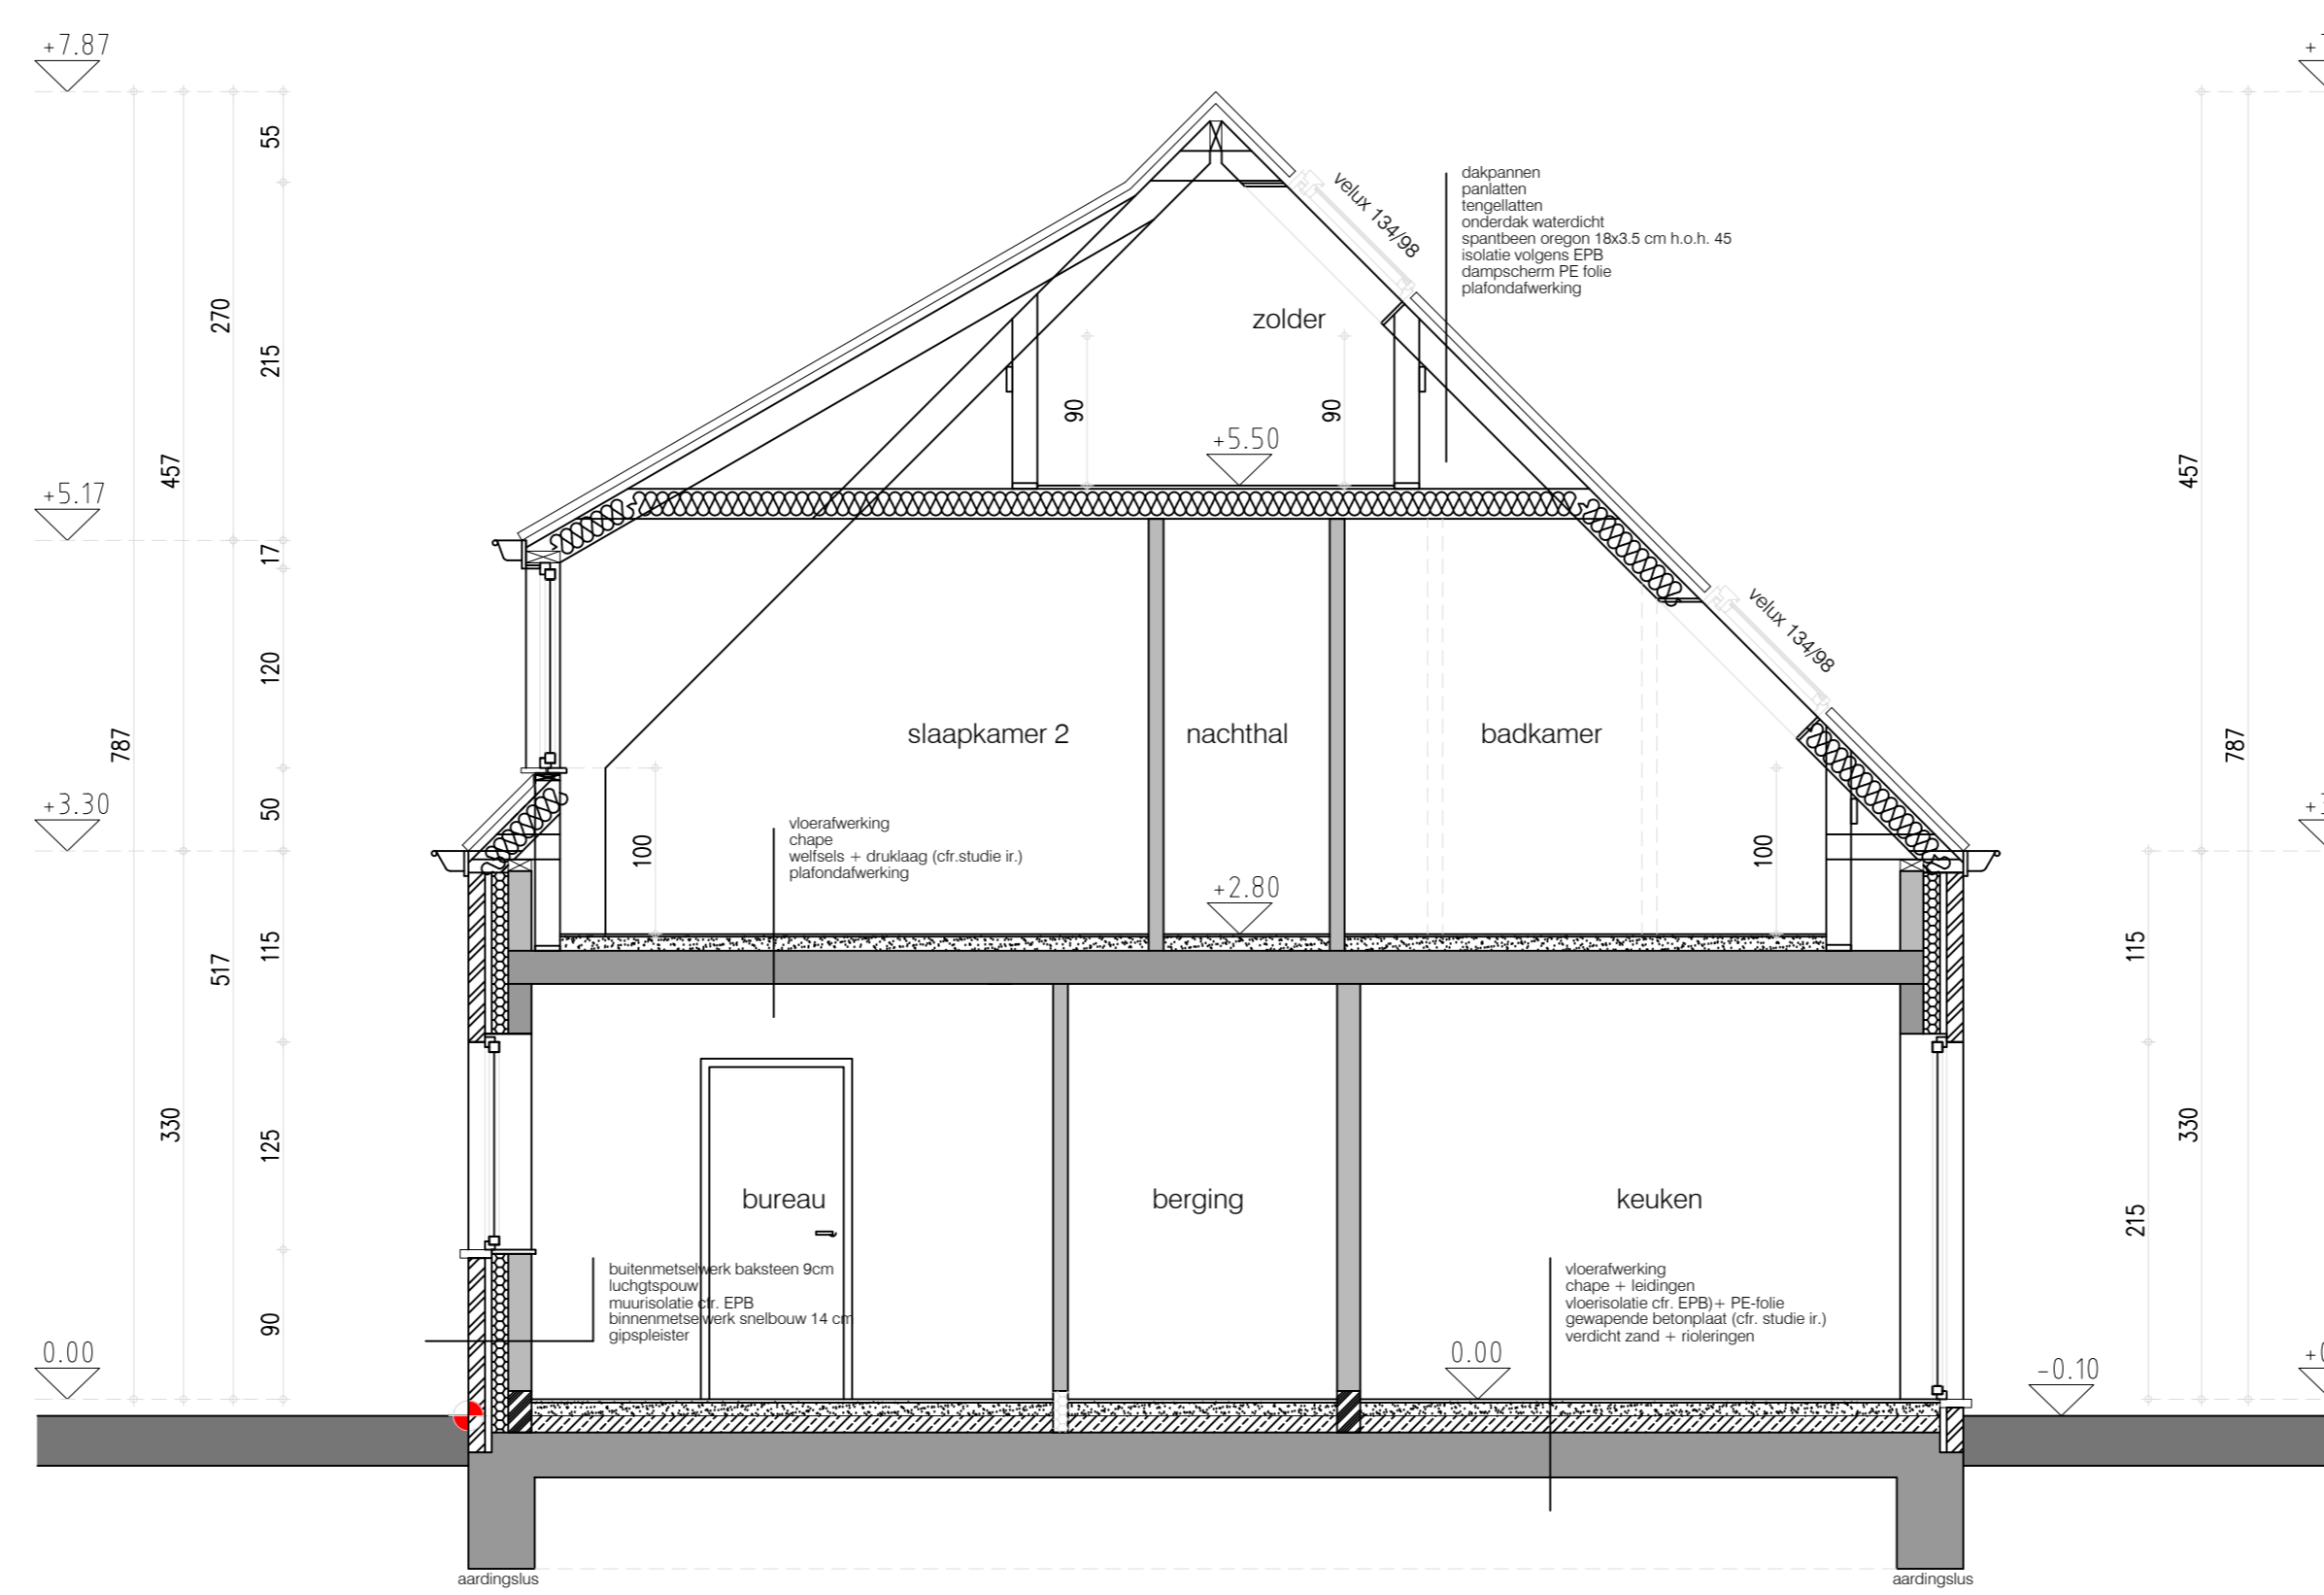 +7.87
55
270
215
457
+5.17
17
120
787
+3.30
50
115
517
330
125
90
0.00
velux 134/98
dakpannen
panlatten
tengellatten
onderdak waterdicht
spantbeen oregon 18x3.5 cm h.o.h. 45
isolatie volgens EPB
dampscherm PE folie
plafondafwerking
zolder
90
90
+5.50
velux 134/98
slaapkamer 2
nachthal
badkamer
vloerafwerking
chape
welfsels + druklaag (cfr.studie ir.)
plafondafwerking
100
100
+2.80
bureau
berging
keuken
buitenmetselwerk baksteen 9cm
luchgtspouw
muurisolatie cfr. EPB
binnenmetselwerk snelbouw 14 cm
gipspleister
vloerafwerking
chape + leidingen
vloerisolatie cfr. EPB)+ PE-folie
gewapende betonplaat (cfr. studie ir.)
verdicht zand + rioleringen
0.00
-0.10
457
787
115
330
215
aardingslus
aardingslus